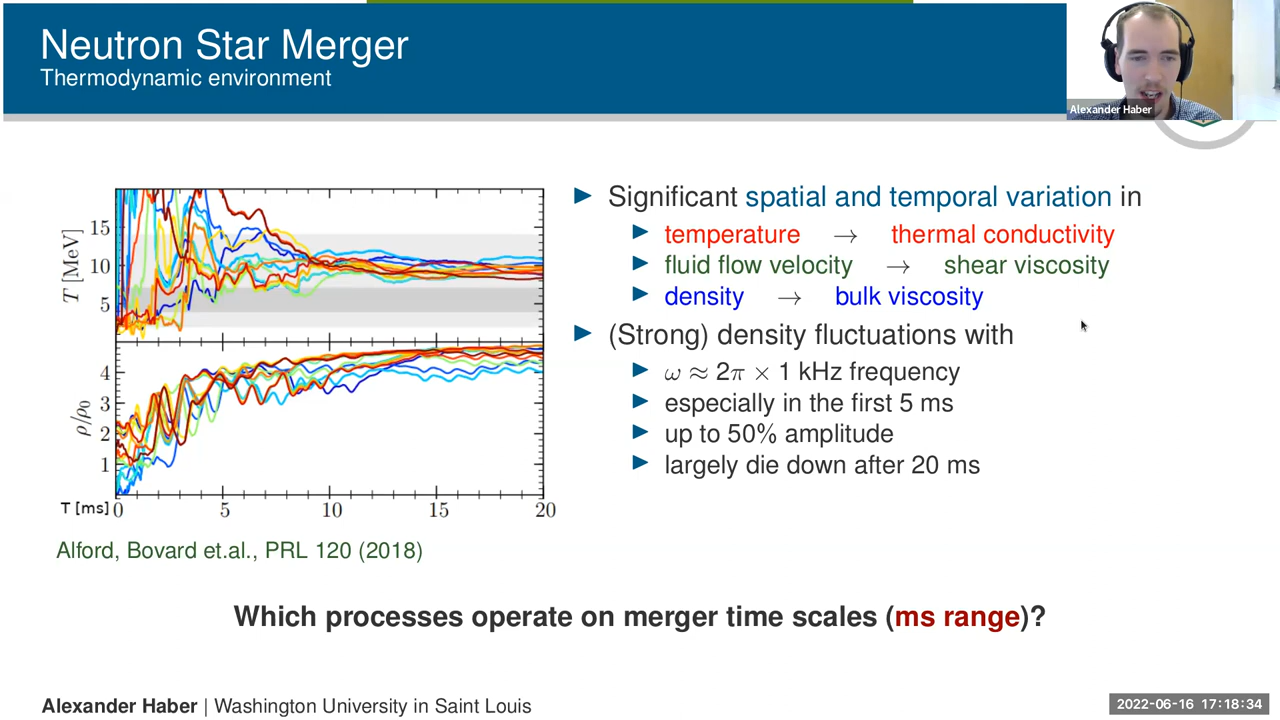 Neutron Star Merger
Thermodynamic environment
Alexander Haber
15
10
5
T [MeV]
4
3
2
1
ρ/ρ₀
T [ms] 0 5 10 15 20
Alford, Bovard et.al., PRL 120 (2018)
▶ Significant spatial and temporal variation in
▶ temperature → thermal conductivity
▶ fluid flow velocity → shear viscosity
▶ density → bulk viscosity
▶ (Strong) density fluctuations with
▶ ω ≈ 2π × 1 kHz frequency
▶ especially in the first 5 ms
▶ up to 50% amplitude
▶ largely die down after 20 ms
Which processes operate on merger time scales (ms range)?
Alexander Haber | Washington University in Saint Louis
2022-06-16 17:18:34